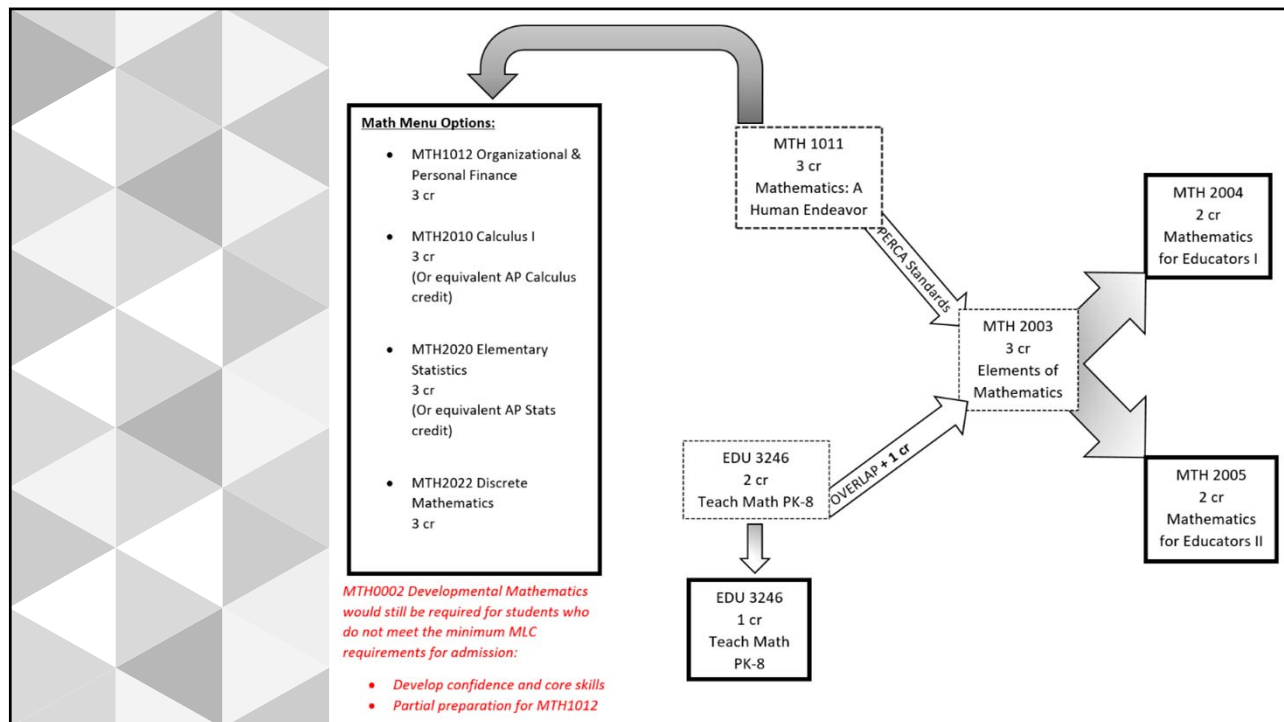 Math Menu Options:
• MTH1012 Organizational &
Personal Finance
3 cr
• MTH2010 Calculus I
3 cr
(Or equivalent AP Calculus
credit)
• MTH2020 Elementary
Statistics
3 cr
(Or equivalent AP Stats
credit)
• MTH2022 Discrete
Mathematics
3 cr
MTH0002 Developmental Mathematics
would still be required for students who
do not meet the minimum MLC
requirements for admission:
• Develop confidence and core skills
• Partial preparation for MTH1012
MTH 1011
3 cr
Mathematics: A
Human Endeavor
PERCA Standards
MTH 2003
3 cr
Elements of
Mathematics
EDU 3246
2 cr
Teach Math PK-8
OVERLAP + 1 cr
EDU 3246
1 cr
Teach Math
PK-8
MTH 2004
2 cr
Mathematics
for Educators I
MTH 2005
2 cr
Mathematics
for Educators II